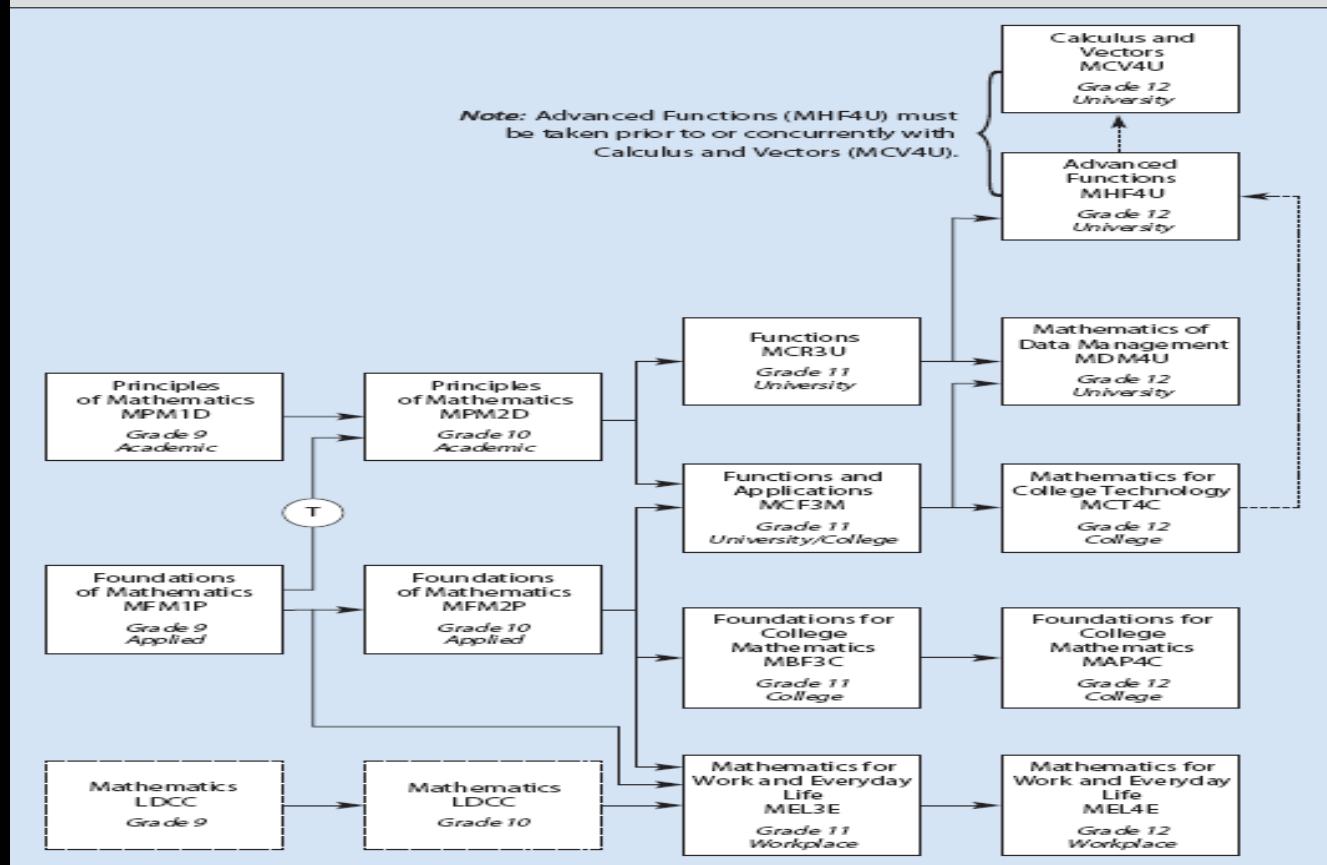 Calculus and
Vectors
MCV4U
Grade 12
University
Note: Advanced Functions (MHF4U) must
be taken prior to or concurrently with
Calculus and Vectors (MCV4U).
Advanced
Functions
MHF4U
Grade 12
University
Functions
MCR3U
Grade 11
University
Mathematics of
Data Management
MDM4U
Grade 12
University
Principles
of Mathematics
MPM1D
Grade 9
Academic
Principles
of Mathematics
MPM2D
Grade 10
Academic
Functions and
Applications
MCF3M
Grade 11
University/College
Mathematics for
College Technology
MCT4C
Grade 12
College
T
Foundations
of Mathematics
MFM1P
Grade 9
Applied
Foundations
of Mathematics
MFM2P
Grade 10
Applied
Foundations for
College
Mathematics
MBF3C
Grade 11
College
Foundations for
College
Mathematics
MAP4C
Grade 12
College
Mathematics
LDCC
Grade 9
Mathematics
LDCC
Grade 10
Mathematics for
Work and Everyday
Life
MEL3E
Grade 11
Workplace
Mathematics for
Work and Everyday
Life
MEL4E
Grade 12
Workplace